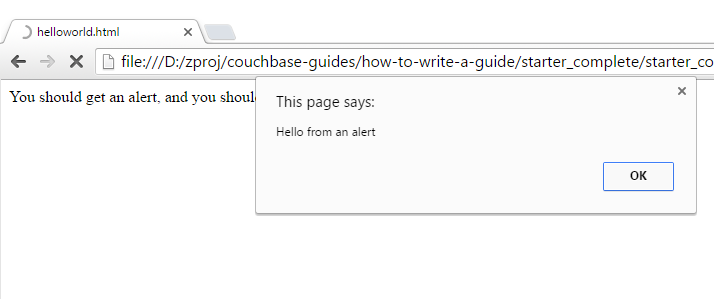 helloworld.html
file:///D:/zproj/couchbase-guides/how-to-write-a-guide/starter_complete/starter_co
You should get an alert, and you shoul
This page says:
Hello from an alert
OK